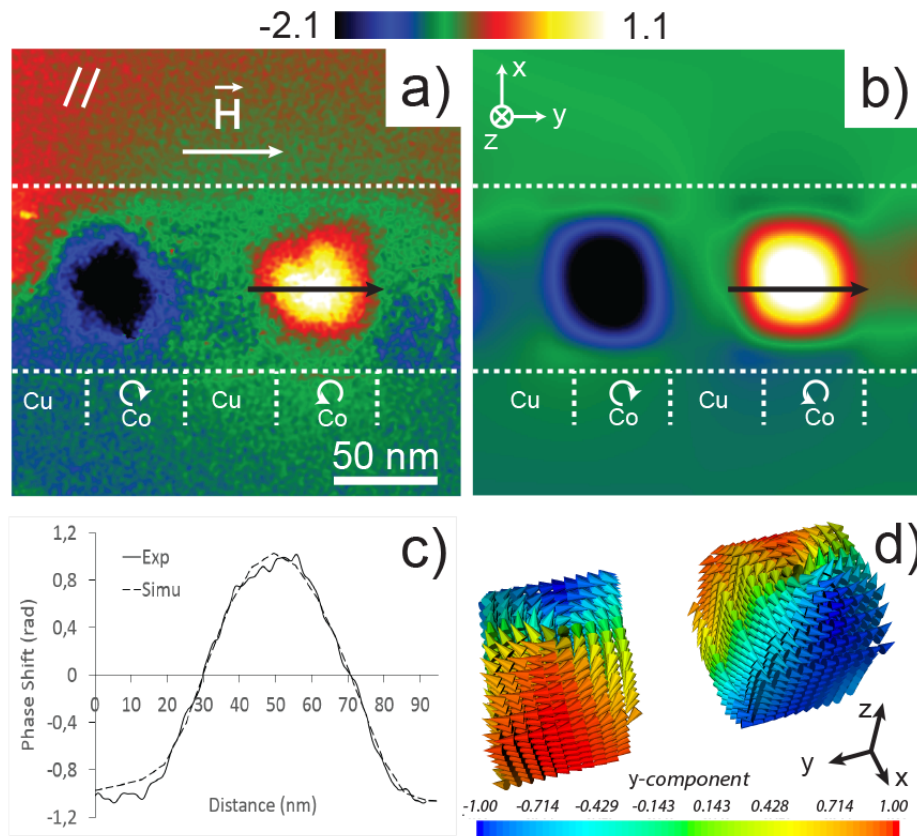 -2.1 1.1
// H a)
x y z b)
Cu Co Cu Co
50 nm
Cu Co Cu Co
c)
1,2
0,8
0,4
0
-0,4
-0,8
-1,2
Phase Shift (rad)
Exp
Simu
0 10 20 30 40 50 60 70 80 90
Distance (nm)
d)
z
y x
y-component
-1.00 -0.714 -0.429 -0.143 0.143 0.428 0.714 1.00